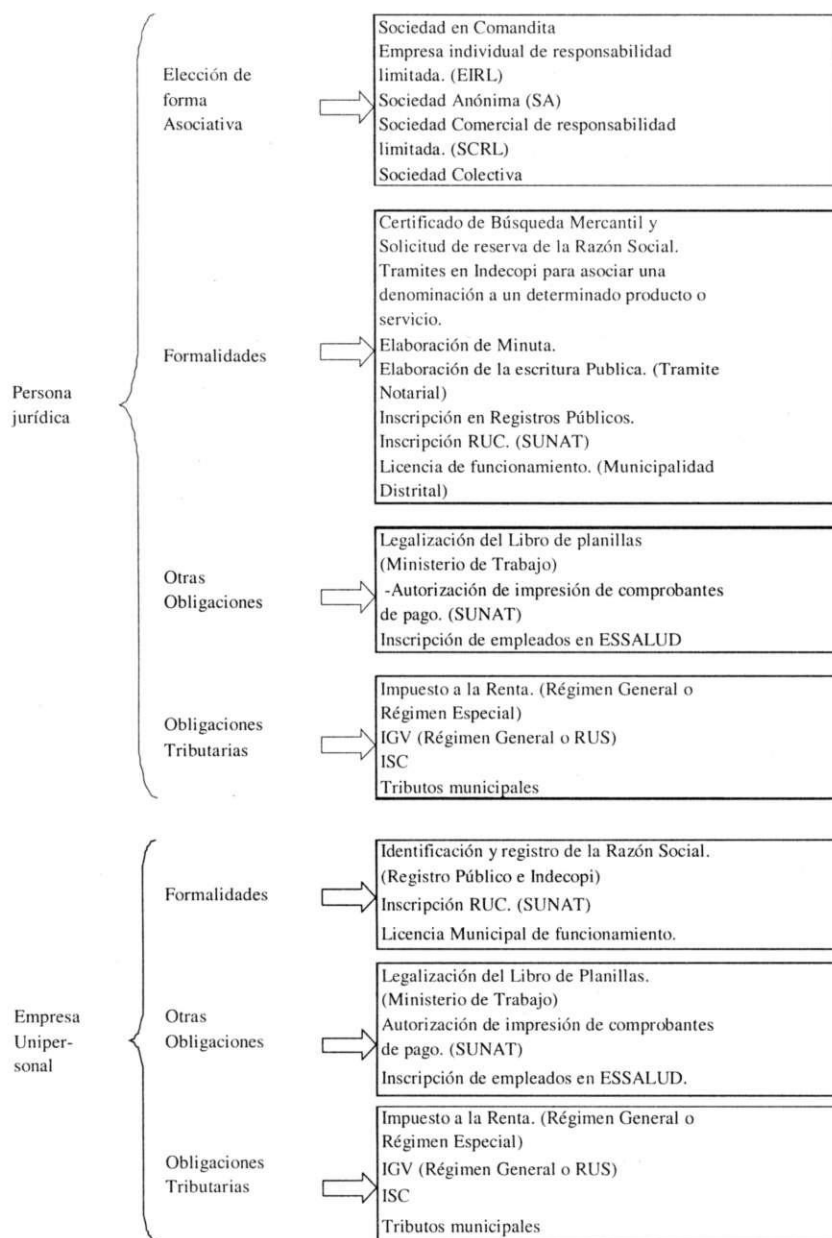 Persona
jurídica
Elección de
forma
Asociativa
Sociedad en Comandita
Empresa individual de responsabilidad
limitada. (EIRL)
Sociedad Anónima (SA)
Sociedad Comercial de responsabilidad
limitada. (SCRL)
Sociedad Colectiva
Formalidades
Certificado de Búsqueda Mercantil y
Solicitud de reserva de la Razón Social.
Tramites en Indecopi para asociar una
denominación a un determinado producto o
servicio.
Elaboración de Minuta.
Elaboración de la escritura Publica. (Tramite
Notarial)
Inscripción en Registros Públicos.
Inscripción RUC. (SUNAT)
Licencia de funcionamiento. (Municipalidad
Distrital)
Otras
Obligaciones
Legalización del Libro de planillas
(Ministerio de Trabajo)
-Autorización de impresión de comprobantes
de pago. (SUNAT)
Inscripción de empleados en ESSALUD
Obligaciones
Tributarias
Impuesto a la Renta. (Régimen General o
Régimen Especial)
IGV (Régimen General o RUS)
ISC
Tributos municipales
Empresa
Uniper-
sonal
Formalidades
Identificación y registro de la Razón Social.
(Registro Público e Indecopi)
Inscripción RUC. (SUNAT)
Licencia Municipal de funcionamiento.
Otras
Obligaciones
Legalización del Libro de Planillas.
(Ministerio de Trabajo)
Autorización de impresión de comprobantes
de pago. (SUNAT)
Inscripción de empleados en ESSALUD.
Obligaciones
Tributarias
Impuesto a la Renta. (Régimen General o
Régimen Especial)
IGV (Régimen General o RUS)
ISC
Tributos municipales